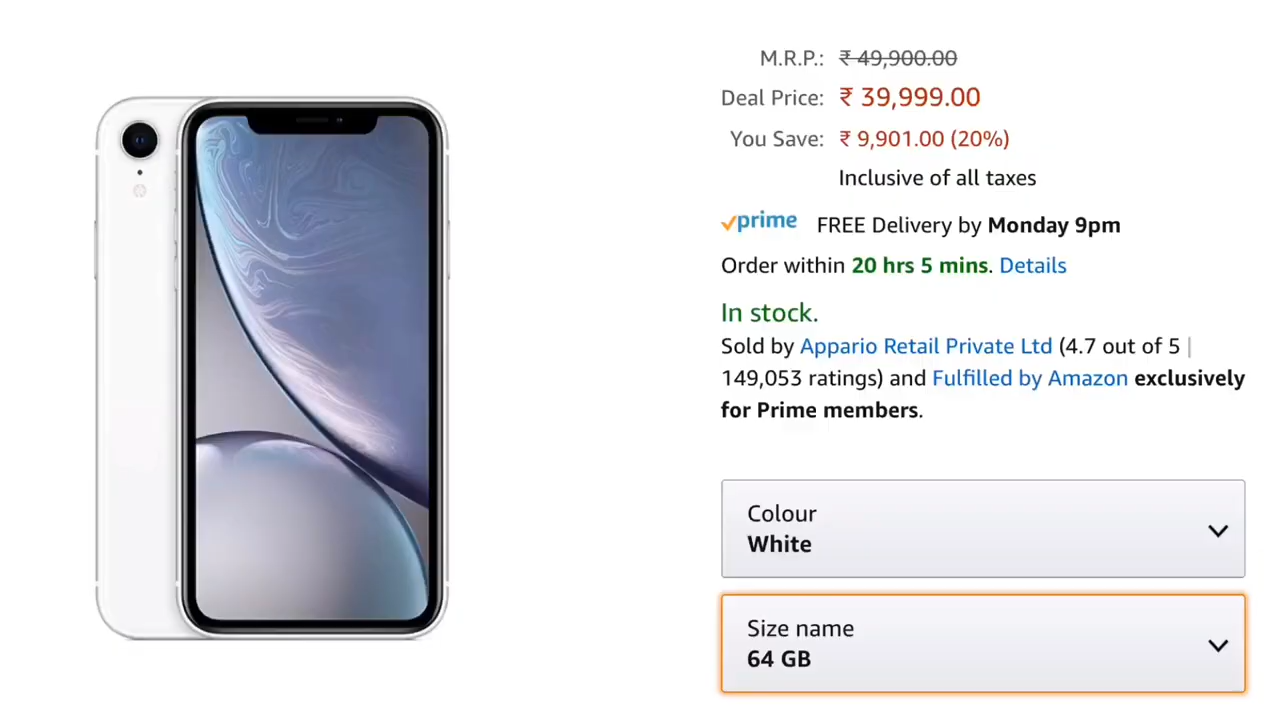 M.R.P.: ₹ 49,900.00
Deal Price: ₹ 39,999.00
You Save: ₹ 9,901.00 (20%)
Inclusive of all taxes
prime FREE Delivery by Monday 9pm
Order within 20 hrs 5 mins. Details
In stock.
Sold by Appario Retail Private Ltd (4.7 out of 5 |
149,053 ratings) and Fulfilled by Amazon exclusively
for Prime members.
Colour
White
Size name
64 GB